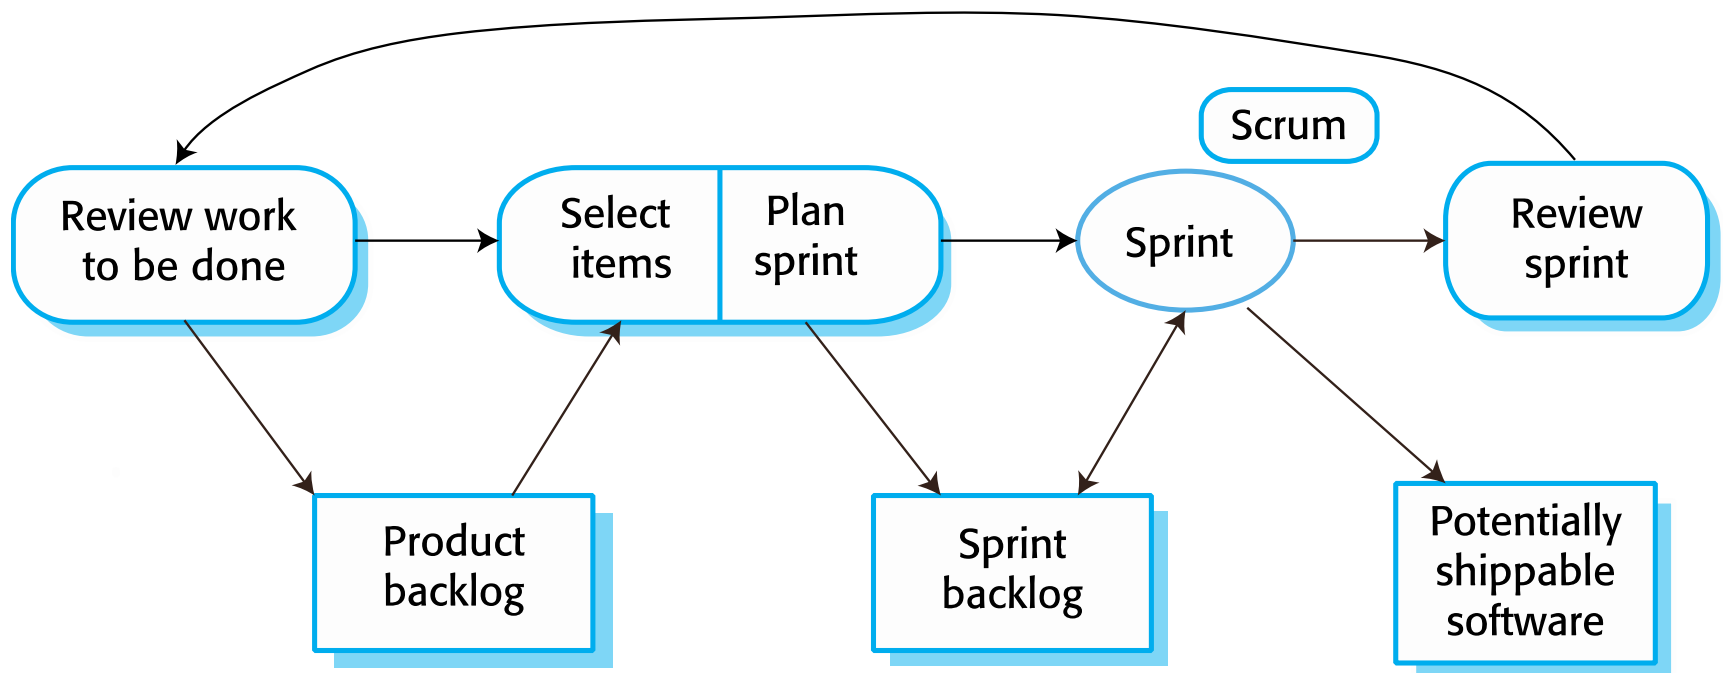 Scrum
Review work
to be done
Select
items
Plan
sprint
Sprint
Review
sprint
Product
backlog
Sprint
backlog
Potentially
shippable
software